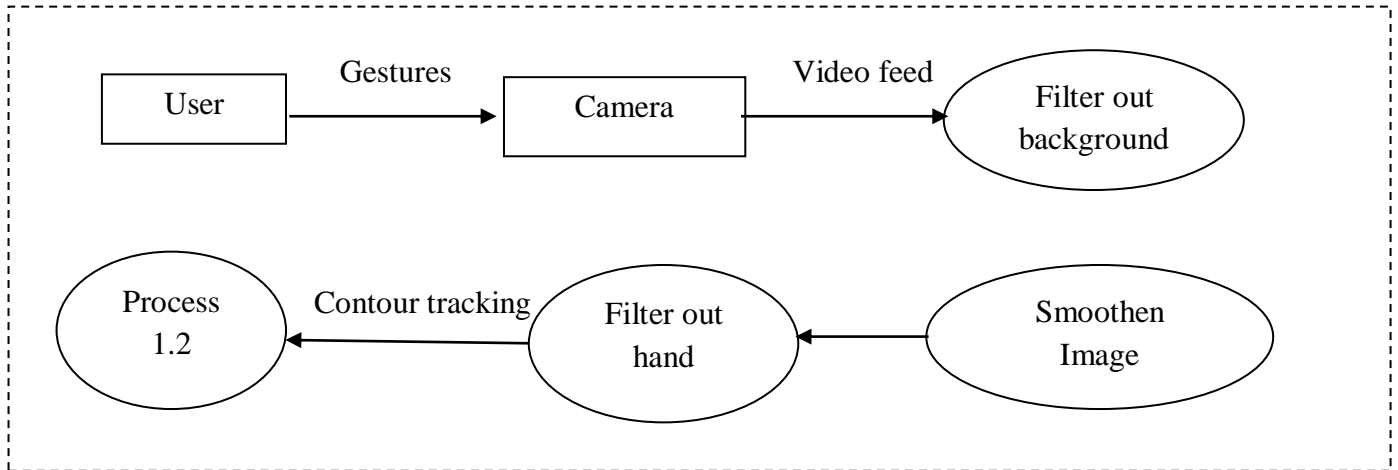 Gestures
Video feed
User
Camera
Filter out
background
Process
1.2
Contour tracking
Filter out
hand
Smoothen
Image